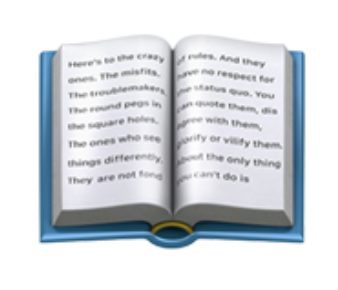 Here's to the crazy
ones. The misfits.
The troublemakers.
The round pegs in
the square holes.
The ones who see
things differently.
They are not fond
of rules. And they
have no respect for
the status quo. You
can quote them, dis
agree with them,
glorify or vilify them.
about the only thing
you can't do is